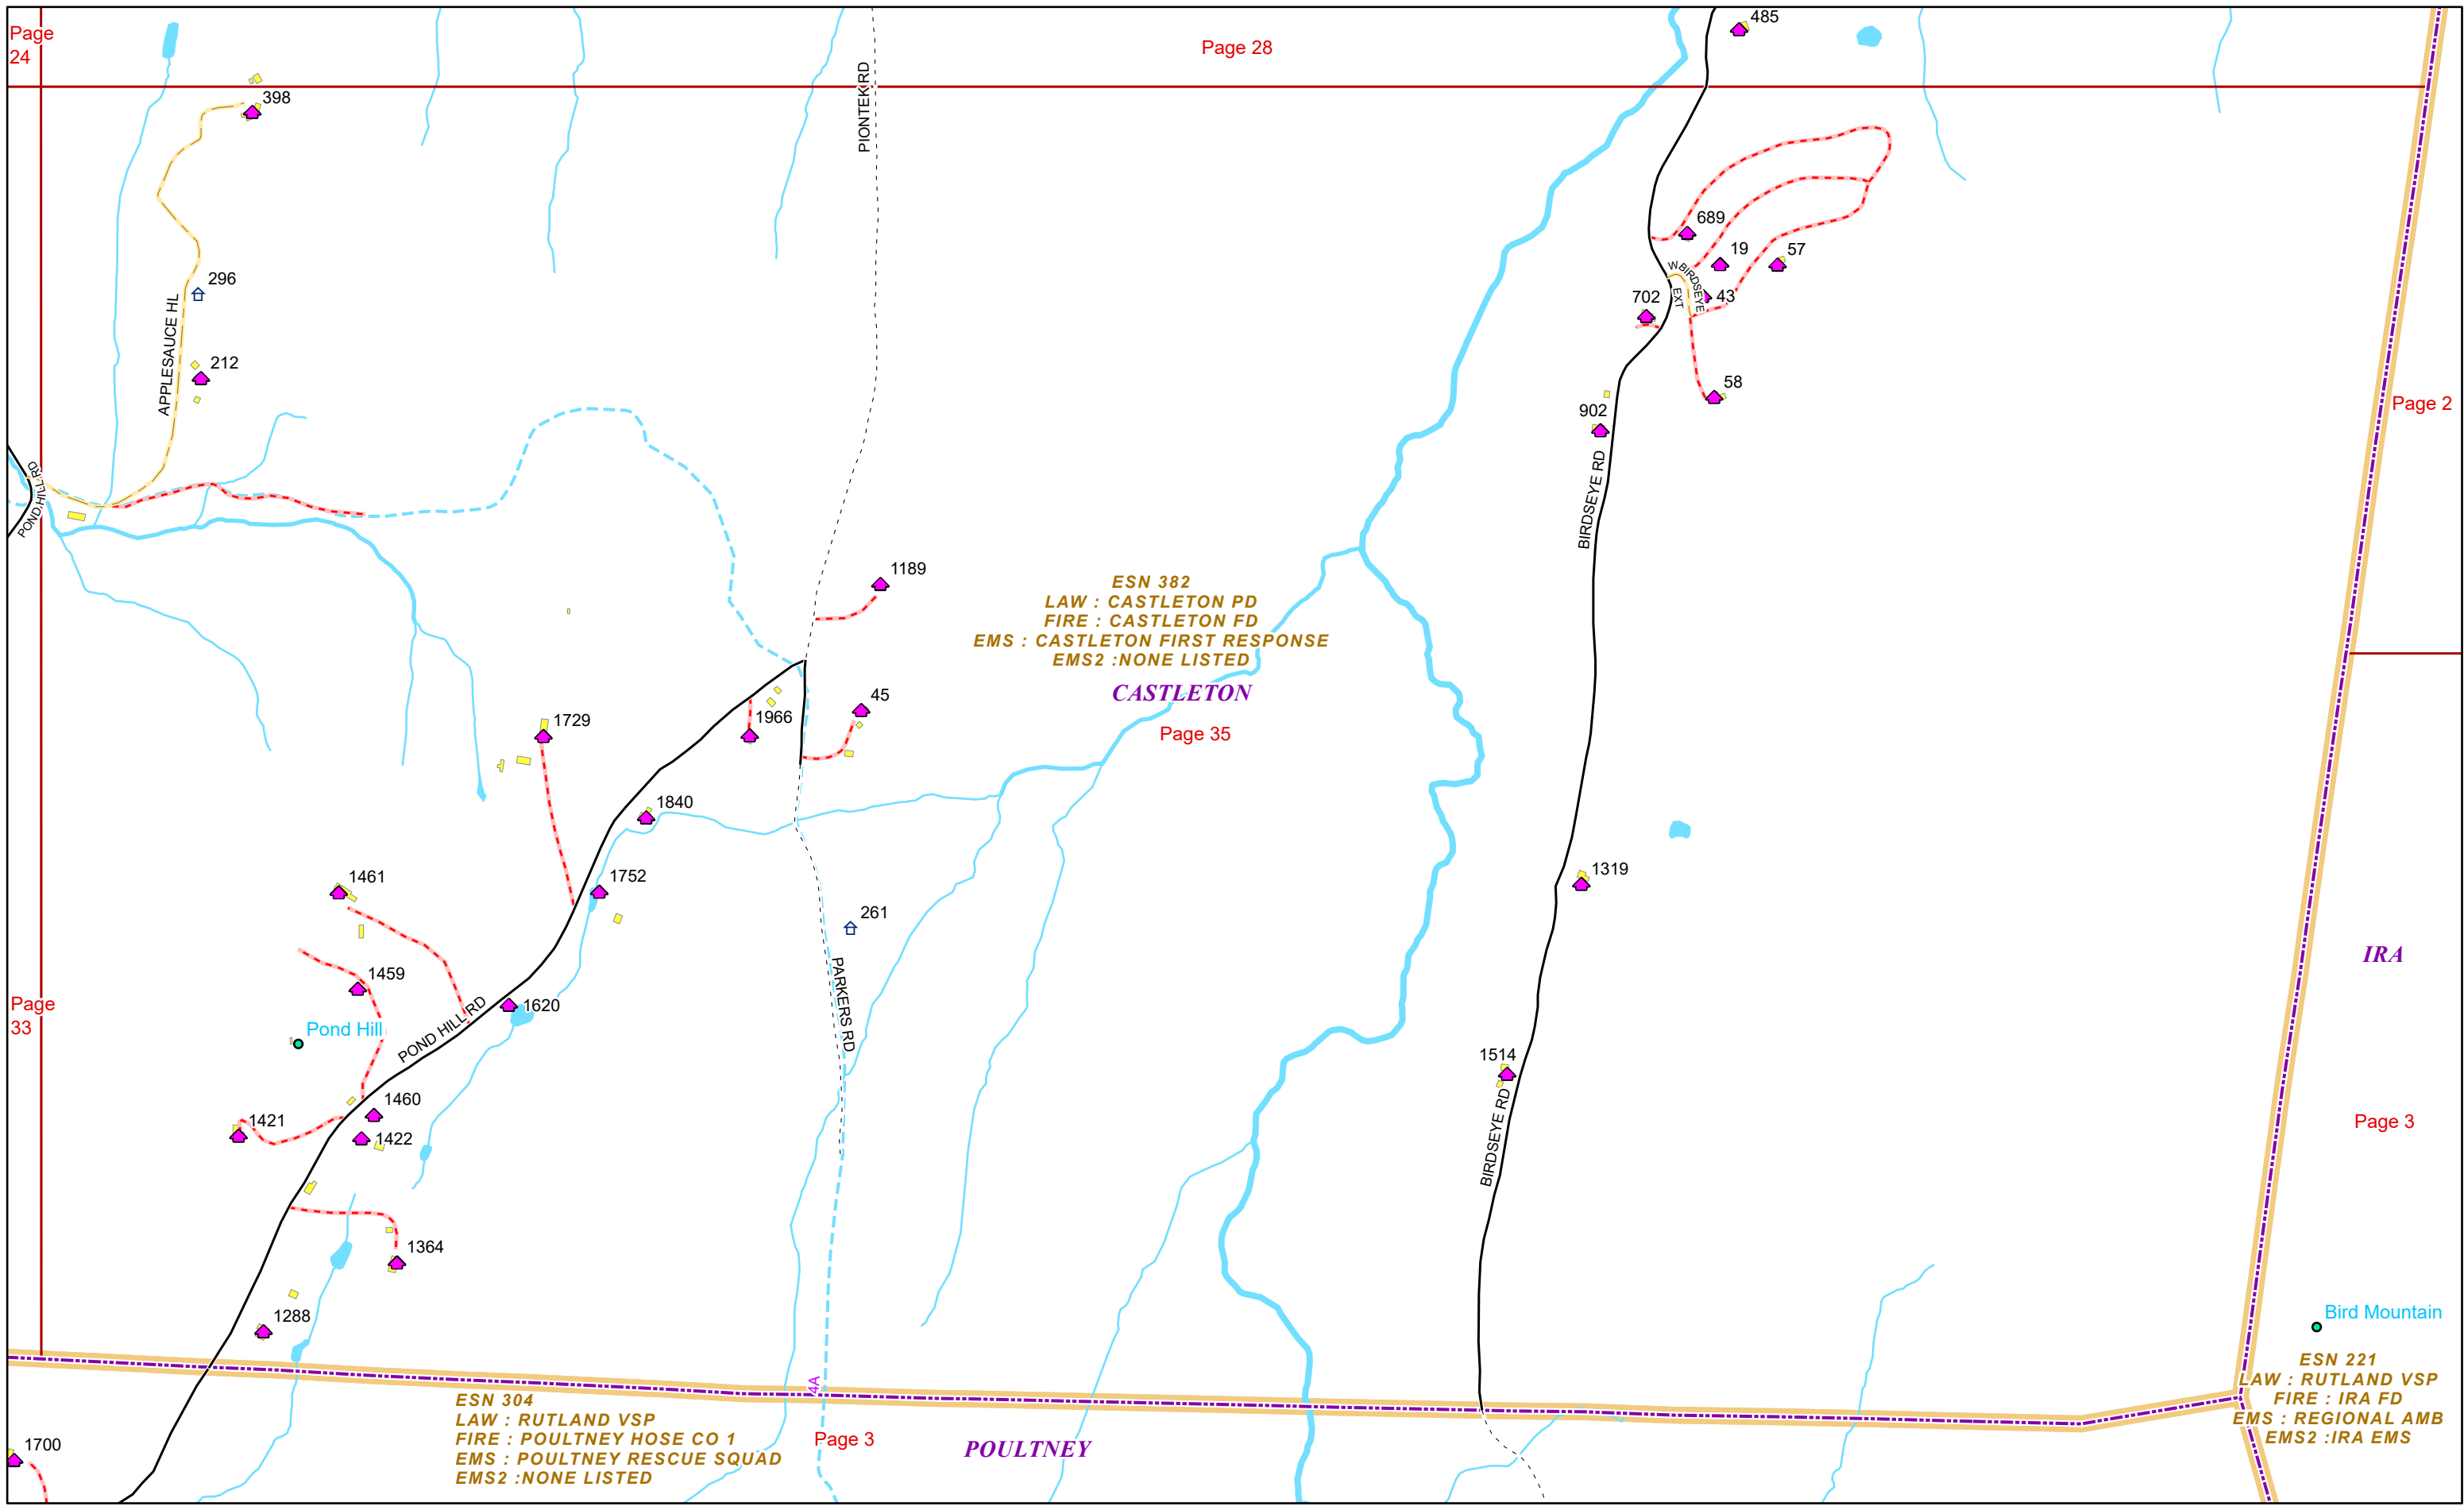 485
Page
24
Page 28
398
PIONTEK RD
689
19
57
296
W BIRDSEYE
EXT
43
702
APPLESAUCE HL
212
58
Page 2
902
POND HILL RD
BIRDSEYE RD
1189
ESN 382
LAW : CASTLETON PD
FIRE : CASTLETON FD
EMS : CASTLETON FIRST RESPONSE
EMS2 :NONE LISTED
CASTLETON
45
1966
1729
Page 35
1840
1461
1752
1319
261
IRA
1459
PARKERS RD
Page
33
1620
Pond Hill
POND HILL RD
1514
1460
1421
1422
Page 3
BIRDSEYE RD
1364
1288
Bird Mountain
ESN 221
LAW : RUTLAND VSP
FIRE : IRA FD
EMS : REGIONAL AMB
EMS2 :IRA EMS
4A
ESN 304
LAW : RUTLAND VSP
FIRE : POULTNEY HOSE CO 1
EMS : POULTNEY RESCUE SQUAD
EMS2 :NONE LISTED
Page 3
POULTNEY
1700